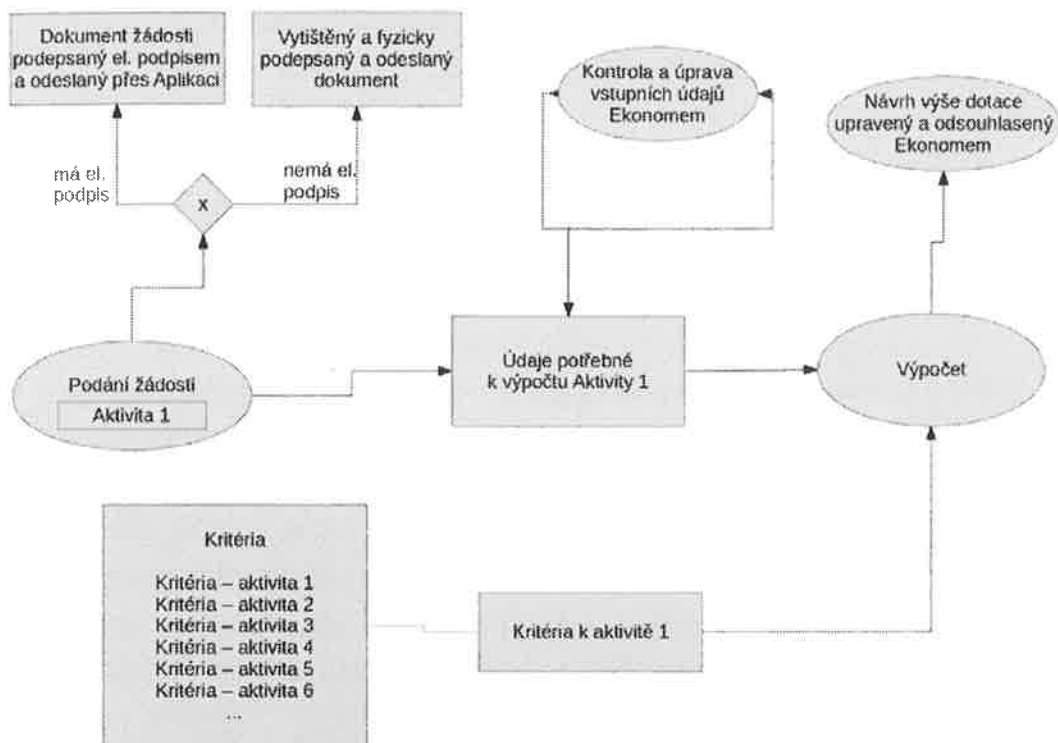 Dokument žádosti
podepsaný el. podpisem
a odeslaný přes Aplikaci
Vytištěný a fyzicky
podepsaný a odeslaný
dokument
Kontrola a úprava
vstupních údajů
Ekonomem
Návrh výše dotace
upravený a odsouhlasený
Ekonomem
má el.
podpis
nemá el.
podpis
x
Podání žádosti
Aktivita 1
Údaje potřebné
k výpočtu Aktivity 1
Výpočet
Kritéria
Kritéria – aktivita 1
Kritéria – aktivita 2
Kritéria – aktivita 3
Kritéria – aktivita 4
Kritéria – aktivita 5
Kritéria – aktivita 6
...
Kritéria k aktivitě 1